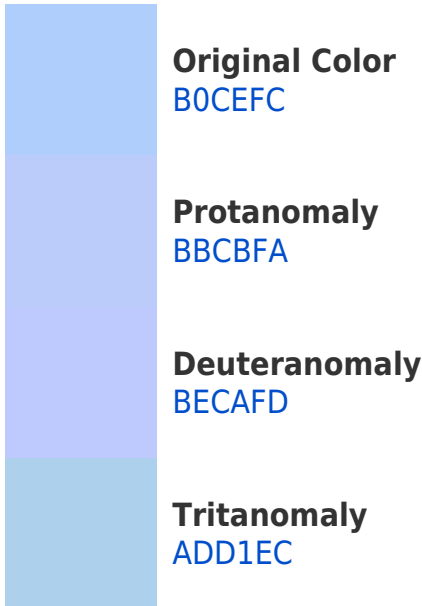 Original Color
B0CEFC
Protanomaly
BBCBFA
Deuteranomaly
BECAFD
Tritanomaly
ADD1EC